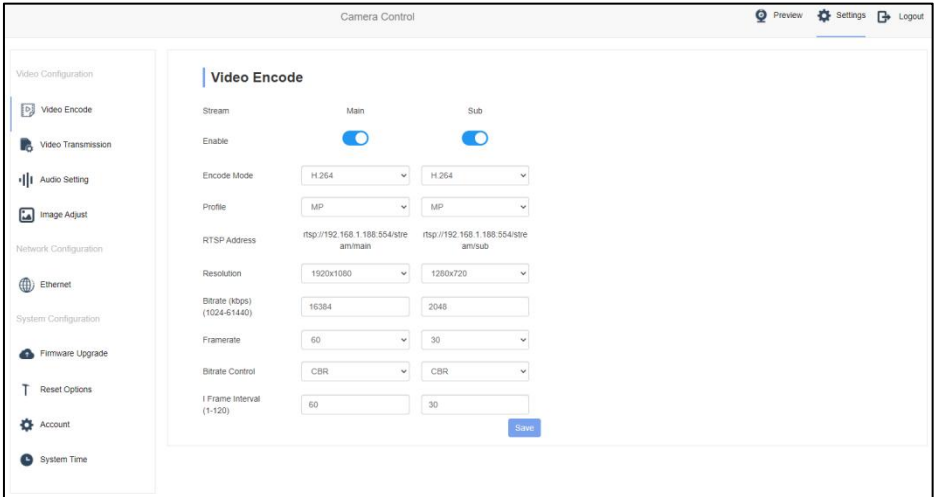 Camera Control
Preview Settings Logout
Video Configuration
Video Encode
Video Transmission
Audio Setting
Image Adjust
Network Configuration
Ethernet
System Configuration
Firmware Upgrade
Reset Options
Account
System Time
Video Encode
Stream Main Sub
Enable
Encode Mode H.264 H.264
Profile MP MP
RTSP Address rtsp://192.168.1.188:554/stre rtsp://192.168.1.188:554/stre
am/main am/sub
Resolution 1920x1080 1280x720
Bitrate (kbps)
(1024-61440) 16384 2048
Framerate 60 30
Bitrate Control CBR CBR
I Frame Interval
(1-120) 60 30
Save